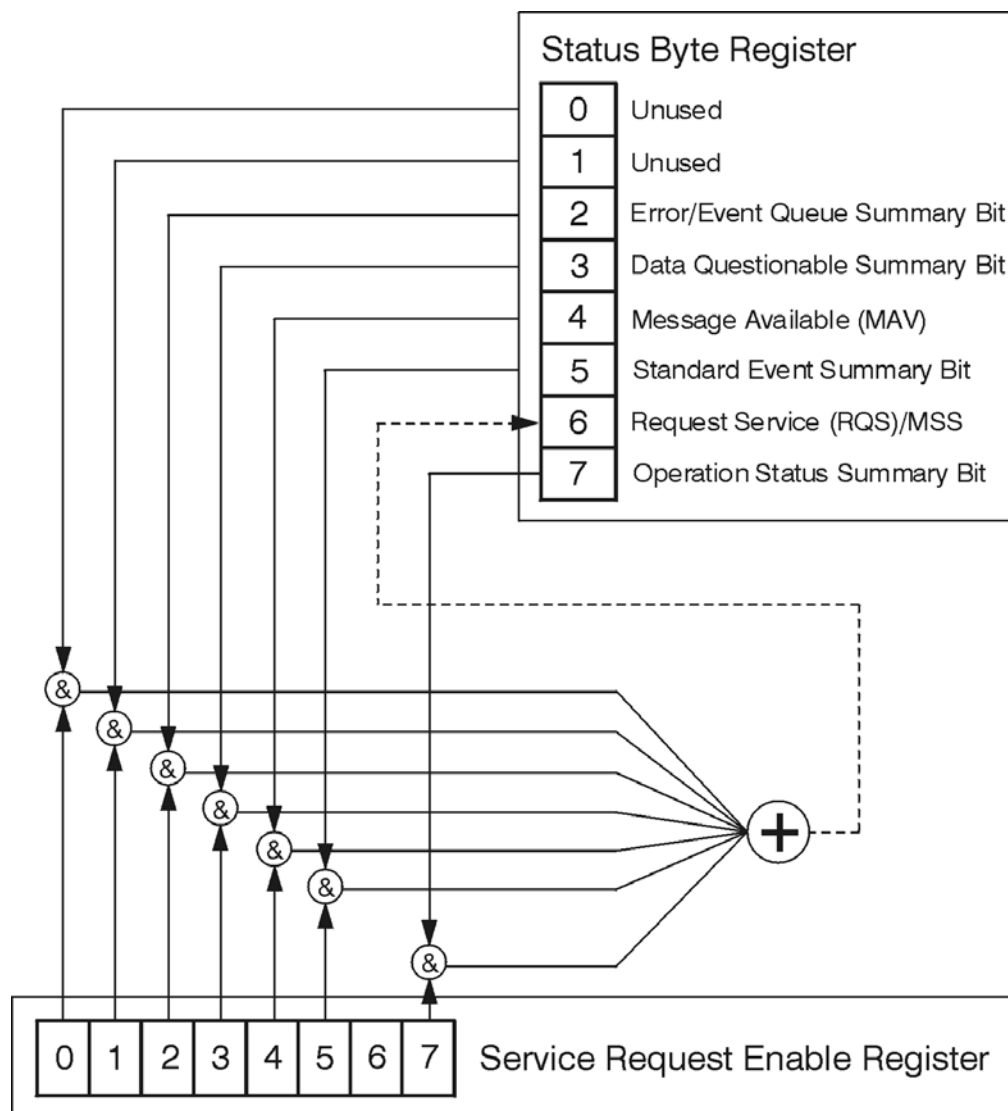 Status Byte Register
0 Unused
1 Unused
2 Error/Event Queue Summary Bit
3 Data Questionable Summary Bit
4 Message Available (MAV)
5 Standard Event Summary Bit
6 Request Service (RQS)/MSS
7 Operation Status Summary Bit
&
&
&
&
&
&
+
&
0 1 2 3 4 5 6 7 Service Request Enable Register